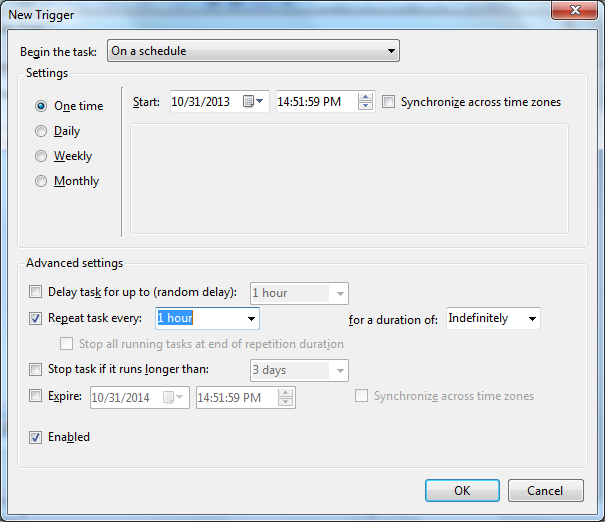 New Trigger
Begin the task: On a schedule
Settings
One time
Start: 10/31/2013 14:51:59 PM Synchronize across time zones
Daily
Weekly
Monthly
Advanced settings
Delay task for up to (random delay): 1 hour
Repeat task every: 1 hour for a duration of: Indefinitely
Stop all running tasks at end of repetition duration
Stop task if it runs longer than: 3 days
Expire: 10/31/2014 14:51:59 PM Synchronize across time zones
Enabled
OK Cancel